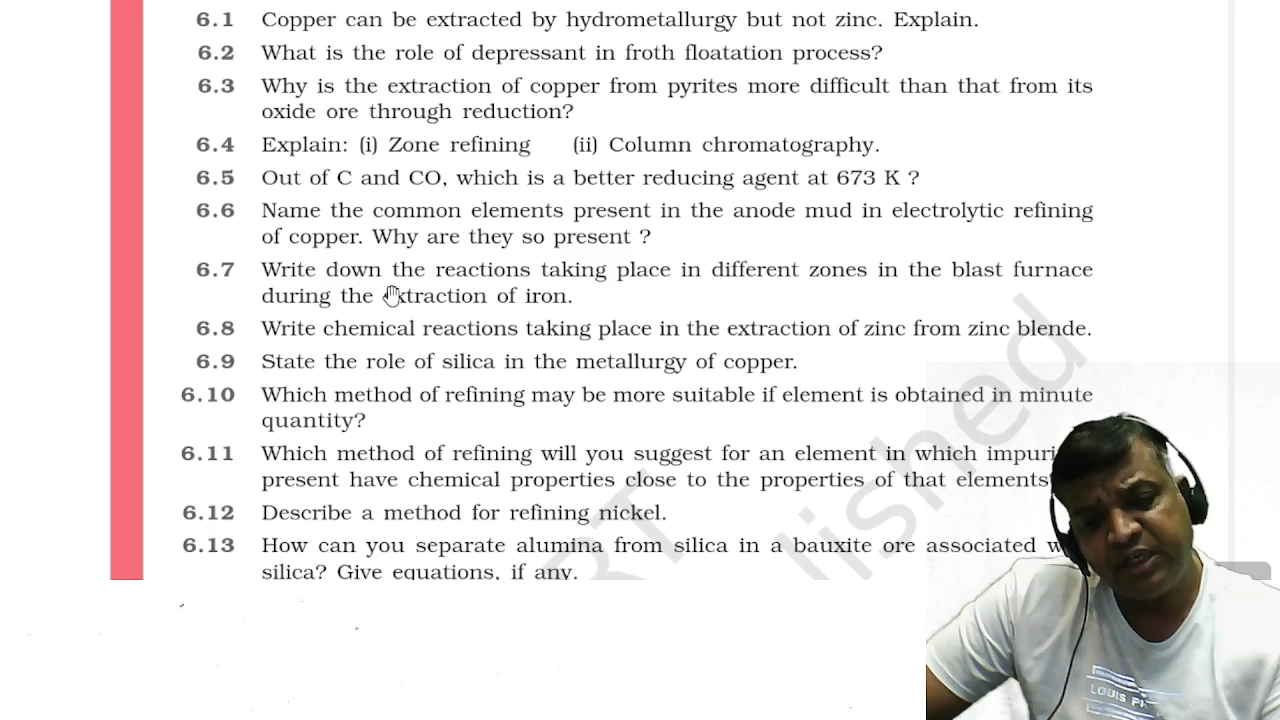 6.1 Copper can be extracted by hydrometallurgy but not zinc. Explain.
6.2 What is the role of depressant in froth floatation process?
6.3 Why is the extraction of copper from pyrites more difficult than that from its
oxide ore through reduction?
6.4 Explain: (i) Zone refining (ii) Column chromatography.
6.5 Out of C and CO, which is a better reducing agent at 673 K ?
6.6 Name the common elements present in the anode mud in electrolytic refining
of copper. Why are they so present ?
6.7 Write down the reactions taking place in different zones in the blast furnace
during the extraction of iron.
6.8 Write chemical reactions taking place in the extraction of zinc from zinc blende.
6.9 State the role of silica in the metallurgy of copper.
6.10 Which method of refining may be more suitable if element is obtained in minute
quantity?
6.11 Which method of refining will you suggest for an element in which
present have chemical properties close to the properties of that elements
6.12 Describe a method for refining nickel.
6.13 How can you separate alumina from silica in a bauxite ore associated
silica? Give equations, if any.
LOUIS